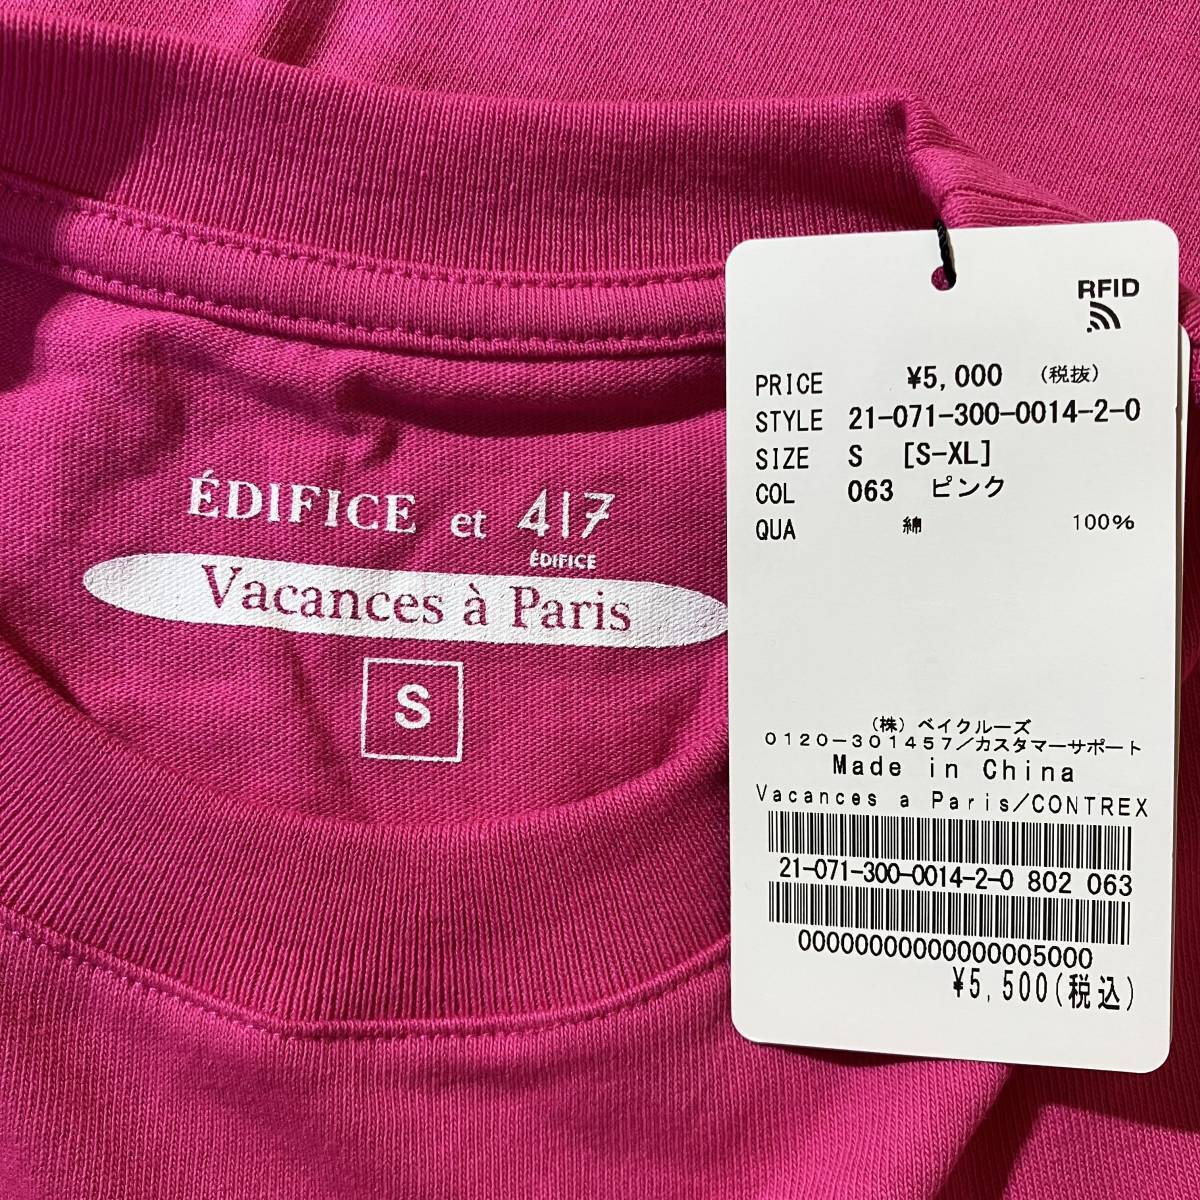 ÉDIFICE et 417
ÉDIFICE
Vacances à Paris
S
RFID
PRICE ¥5,000 (税抜)
STYLE 21-071-300-0014-2-0
SIZE S [S-XL]
COL 063 ピンク
QUA 綿 100%
(株) ベイクルーズ
0120-301457/カスタマーサポート
Made in China
Vacances a Paris/CONTREX
21-071-300-0014-2-0 802 063
000000000000000005000
¥5,500(税込)